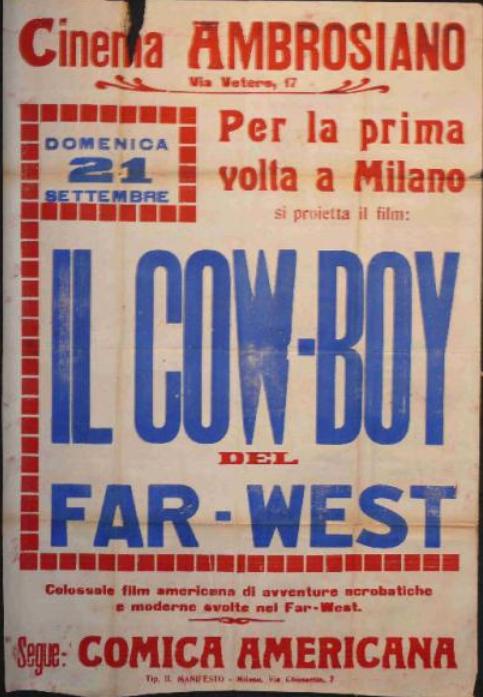 Cinema AMBROSIANO
Via Vetere, 17
DOMENICA
21
SETTEMBRE
Per la prima
volta a Milano
si proietta il film:
IL COW-BOY
DEL
FAR-WEST
Colossale film americana di avventure acrobatiche
e moderne svolte nel Far-West.
Segue:- COMICA AMERICANA
Tip. IL MANIFESTO - Milano, Via 7